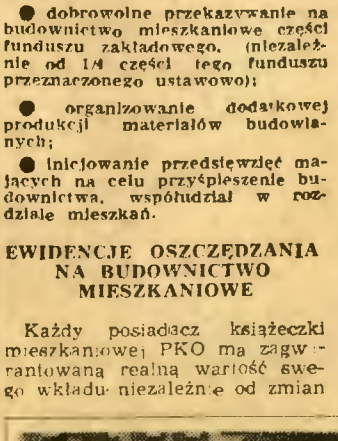 ● dobrowolne przekazywanie na
budownictwo mieszkaniowe części
funduszu zakładowego. (niezależ-
nie od 1/4 części tego funduszu
przeznaczonego ustawowo);
● organizowanie dodatkowej
produkcji materiałów budowla-
nych;
● inicjowanie przedsięwzięć ma-
jących na celu przyśpieszenie bu-
downictwa, współudział w roz-
dziale mieszkań.
EWIDENCJE OSZCZĘDZANIA
NA BUDOWNICTWO
MIESZKANIOWE
Każdy posiadacz książeczki
mieszkaniowej PKO ma zagwa-
rantowaną realną wartość swe-
go wkładu niezależnie od zmian